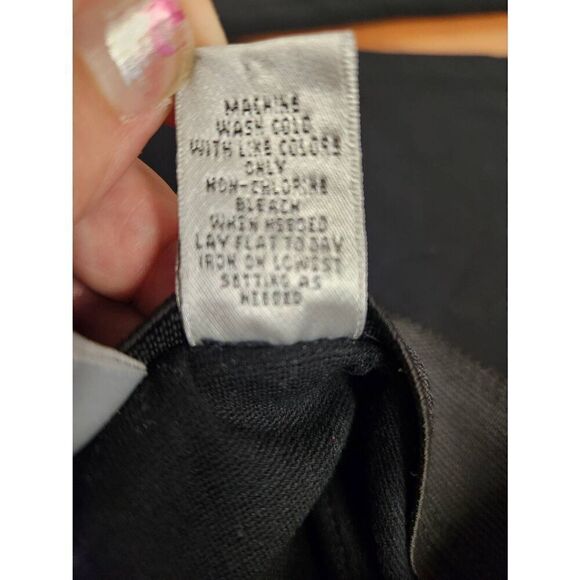 MACHINE
WASH COLD
WITH LIKE COLORS
ONLY
NON-CHLORINE
BLEACH
WHEN NEEDED
LAY FLAT TO DRY
IRON ON LOWEST
SETTING AS
NEEDED